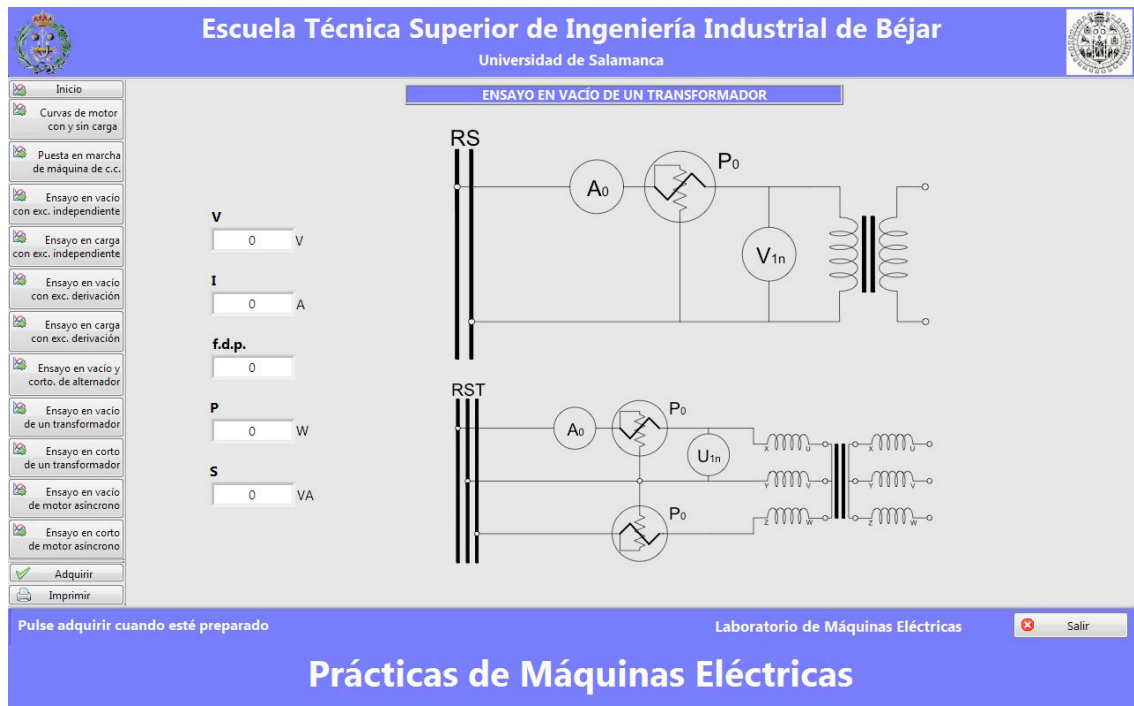 Escuela Técnica Superior de Ingeniería Industrial de Béjar
Universidad de Salamanca
Inicio
Curvas de motor
con y sin carga
Puesta en marcha
de máquina de c.c.
Ensayo en vacío
con exc. independiente
Ensayo en carga
con exc. independiente
Ensayo en vacío
con exc. derivación
Ensayo en carga
con exc. derivación
Ensayo en vacío y
corto. de alternador
Ensayo en vacío
de un transformador
Ensayo en corto
de un transformador
Ensayo en vacío
de motor asíncrono
Ensayo en corto
de motor asíncrono
Adquirir
Imprimir
ENSAYO EN VACÍO DE UN TRANSFORMADOR
V
0 V
I
0 A
f.d.p.
0
P
0 W
S
0 VA
RS
A0
P0
V1n
RST
A0
P0
U1n
P0
X U
X U
Y V
Y V
Z W
Z W
Pulse adquirir cuando esté preparado
Laboratorio de Máquinas Eléctricas
Salir
Prácticas de Máquinas Eléctricas